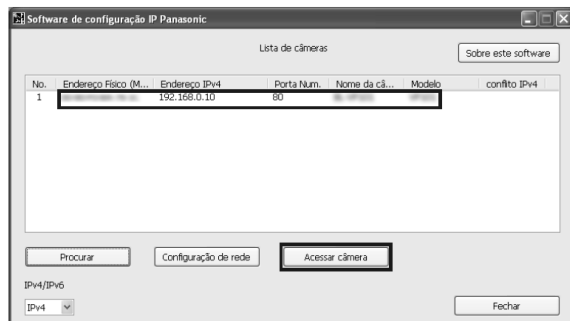 Software de configuração IP Panasonic
Lista de câmeras
Sobre este software
No. Endereço Físico (M... Endereço IPv4 Porta Num. Nome da câ... Modelo conflito IPv4
1 192.168.0.10 80
Procurar Configuração de rede Acessar câmera
IPv4/IPv6
IPv4 Fechar